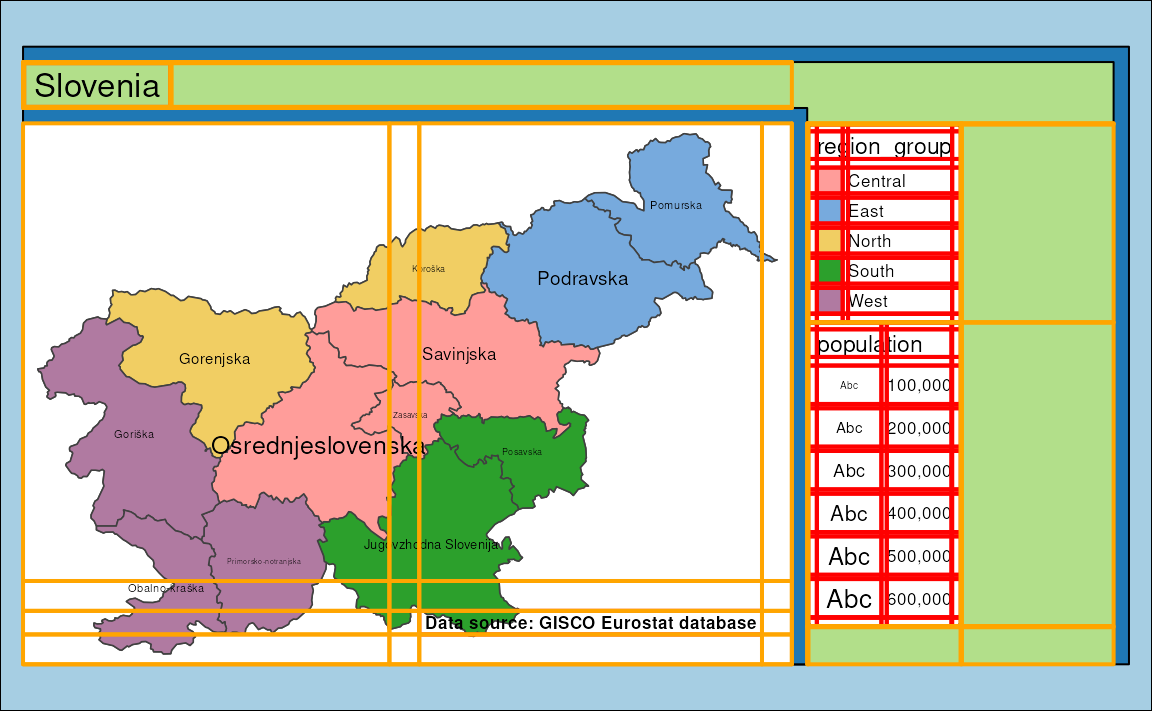 Slovenia
Pomurska
Koroška
Podravska
Gorenjska
Savinjska
Zasavska
Goriška
Osrednjeslovenska
Posavska
Jugovzhodna Slovenija
Primorsko-notranjska
Obalno-kraška
Data source: GISCO Eurostat database
region_group
Central
East
North
South
West
population
Abc 100,000
Abc 200,000
Abc 300,000
Abc 400,000
Abc 500,000
Abc 600,000